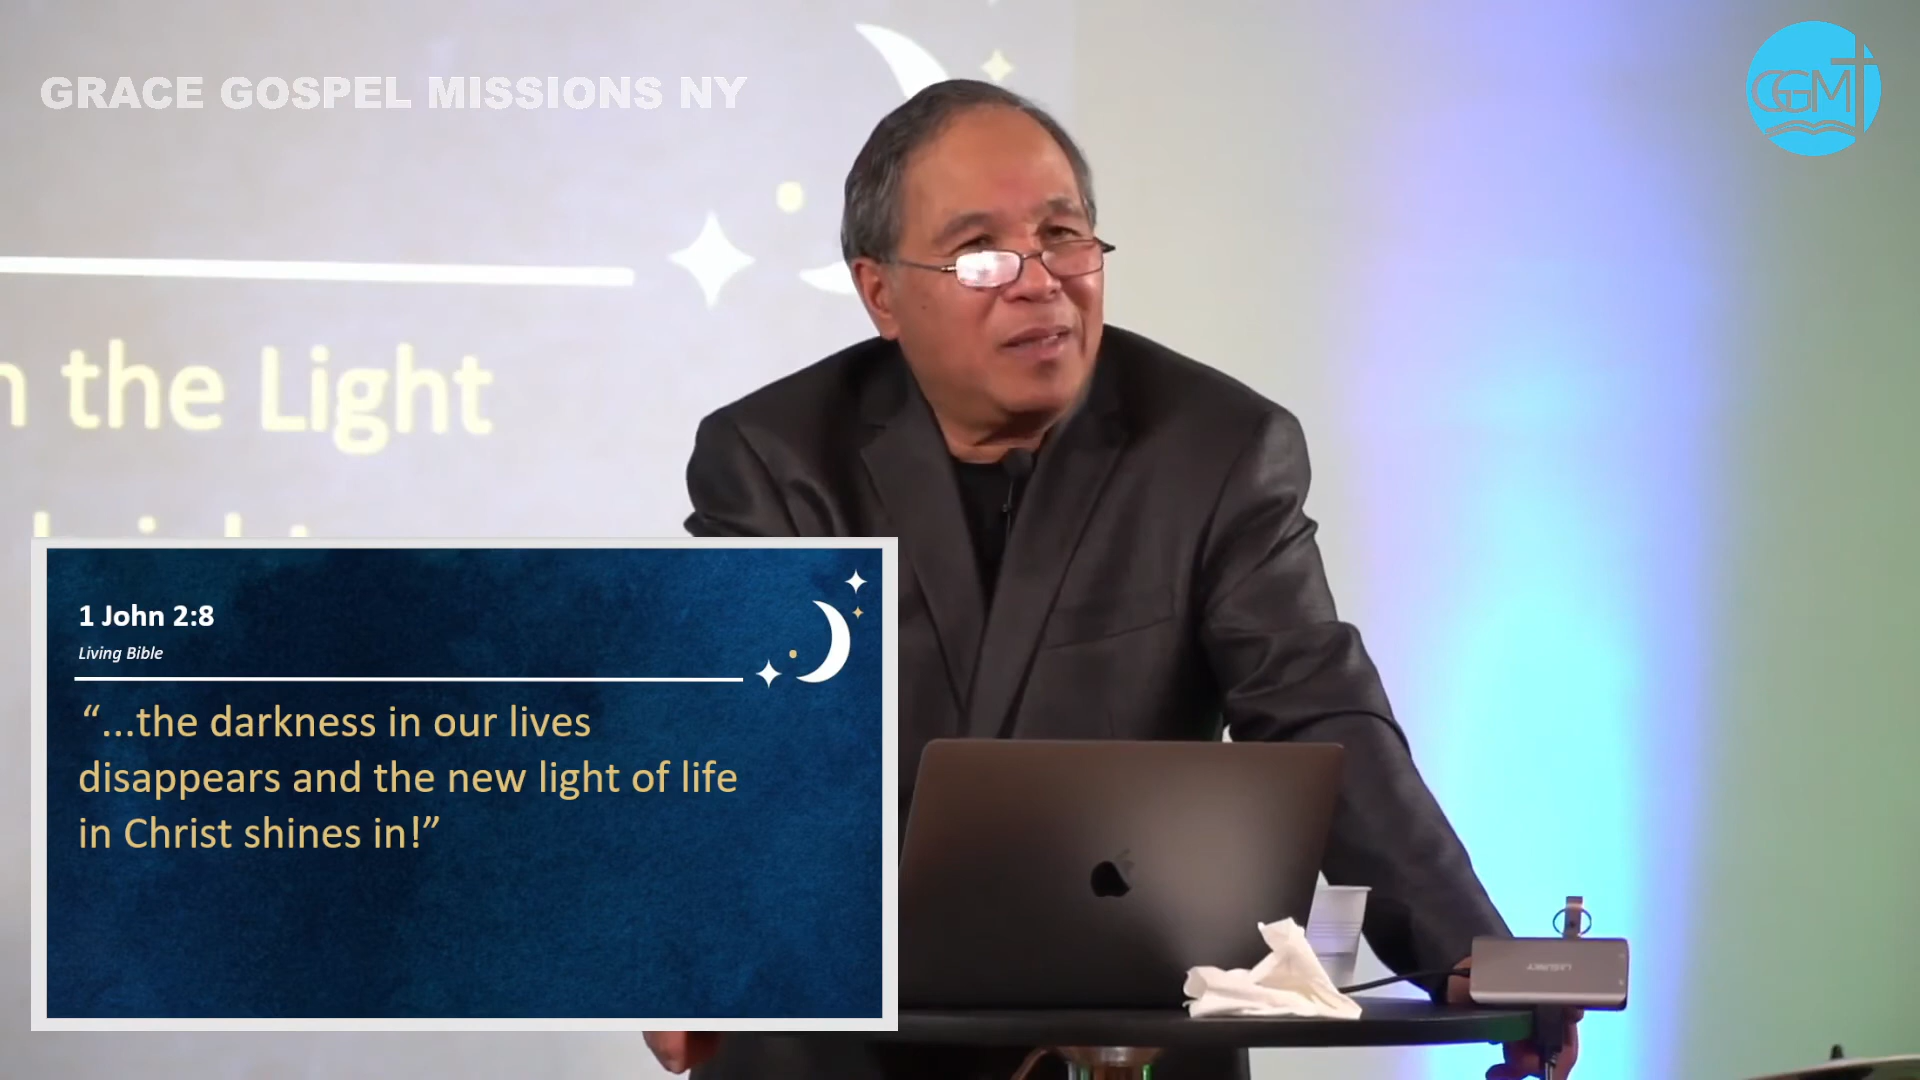 GRACE GOSPEL MISSIONS NY
GGM
the Light
1 John 2:8
Living Bible
“...the darkness in our lives
disappears and the new light of life
in Christ shines in!”